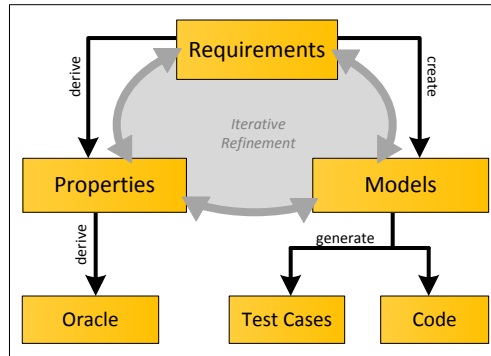 Requirements
derive
create
Iterative
Refinement
Properties
Models
derive
generate
Oracle
Test Cases
Code